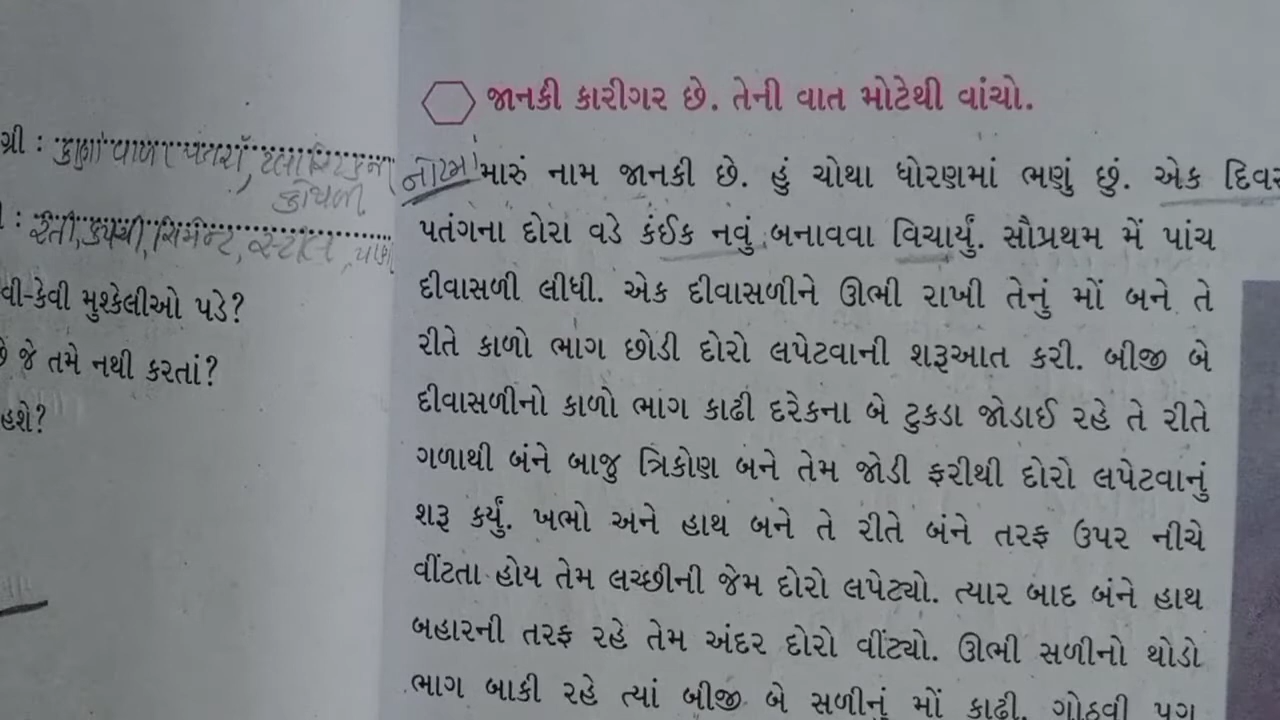 ગ્રી :
રેતી, કપચી, સિમેન્ટ, સ્ટીલ
વી-કેવી મુશ્કેલીઓ પડે?
છે જે તમે નથી કરતાં?
હશે?
જાનકી કારીગર છે. તેની વાત મોટેથી વાંચો.
મારું નામ જાનકી છે. હું ચોથા ધોરણમાં ભણું છું. એક દિવસ
પતંગના દોરા વડે કંઈક નવું બનાવવા વિચાર્યું. સૌપ્રથમ મેં પાંચ
દીવાસળી લીધી. એક દીવાસળીને ઊભી રાખી તેનું મોં બને તે
રીતે કાળો ભાગ છોડી દોરો લપેટવાની શરૂઆત કરી. બીજી બે
દીવાસળીનો કાળો ભાગ કાઢી દરેકના બે ટુકડા જોડાઈ રહે તે રીતે
ગળાથી બંને બાજુ ત્રિકોણ બને તેમ જોડી ફરીથી દોરો લપેટવાનું
શરૂ કર્યું. ખભો અને હાથ બને તે રીતે બંને તરફ ઉપર નીચે
વીંટતા હોય તેમ લચ્છીની જેમ દોરો લપેટ્યો. ત્યાર બાદ બંને હાથ
બહારની તરફ રહે તેમ અંદર દોરો વીંટ્યો. ઊભી સળીનો થોડો
ભાગ બાકી રહે ત્યાં બીજી બે સળીનું મોં કાઢી, ગોઠવી પગ